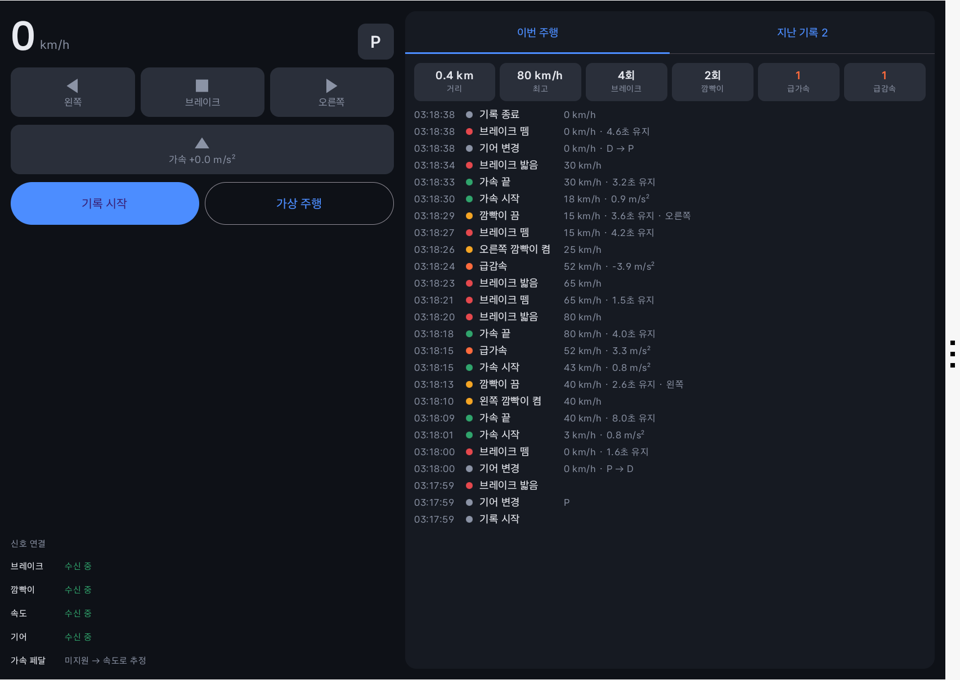 0 km/h
P
왼쪽
브레이크
오른쪽
가속 +0.0 m/s²
기록 시작
가상 주행
신호 연결
브레이크 수신 중
깜빡이 수신 중
속도 수신 중
기어 수신 중
가속 페달 미지원 → 속도로 추정
이번 주행
지난 기록 2
0.4 km
거리
80 km/h
최고
4회
브레이크
2회
깜빡이
1
급가속
1
급감속
03:18:38 기록 종료 0 km/h
03:18:38 브레이크 뗌 0 km/h · 4.6초 유지
03:18:38 기어 변경 0 km/h · D → P
03:18:34 브레이크 밟음 30 km/h
03:18:33 가속 끝 30 km/h · 3.2초 유지
03:18:30 가속 시작 18 km/h · 0.9 m/s²
03:18:29 깜빡이 끔 15 km/h · 3.6초 유지 · 오른쪽
03:18:27 브레이크 뗌 15 km/h · 4.2초 유지
03:18:26 오른쪽 깜빡이 켬 25 km/h
03:18:24 급감속 52 km/h · -3.9 m/s²
03:18:23 브레이크 밟음 65 km/h
03:18:21 브레이크 뗌 65 km/h · 1.5초 유지
03:18:20 브레이크 밟음 80 km/h
03:18:18 가속 끝 80 km/h · 4.0초 유지
03:18:15 급가속 52 km/h · 3.3 m/s²
03:18:15 가속 시작 43 km/h · 0.8 m/s²
03:18:13 깜빡이 끔 40 km/h · 2.6초 유지 · 왼쪽
03:18:10 왼쪽 깜빡이 켬 40 km/h
03:18:09 가속 끝 40 km/h · 8.0초 유지
03:18:01 가속 시작 3 km/h · 0.8 m/s²
03:18:00 브레이크 뗌 0 km/h · 1.6초 유지
03:18:00 기어 변경 0 km/h · P → D
03:17:59 브레이크 밟음
03:17:59 기어 변경 P
03:17:59 기록 시작